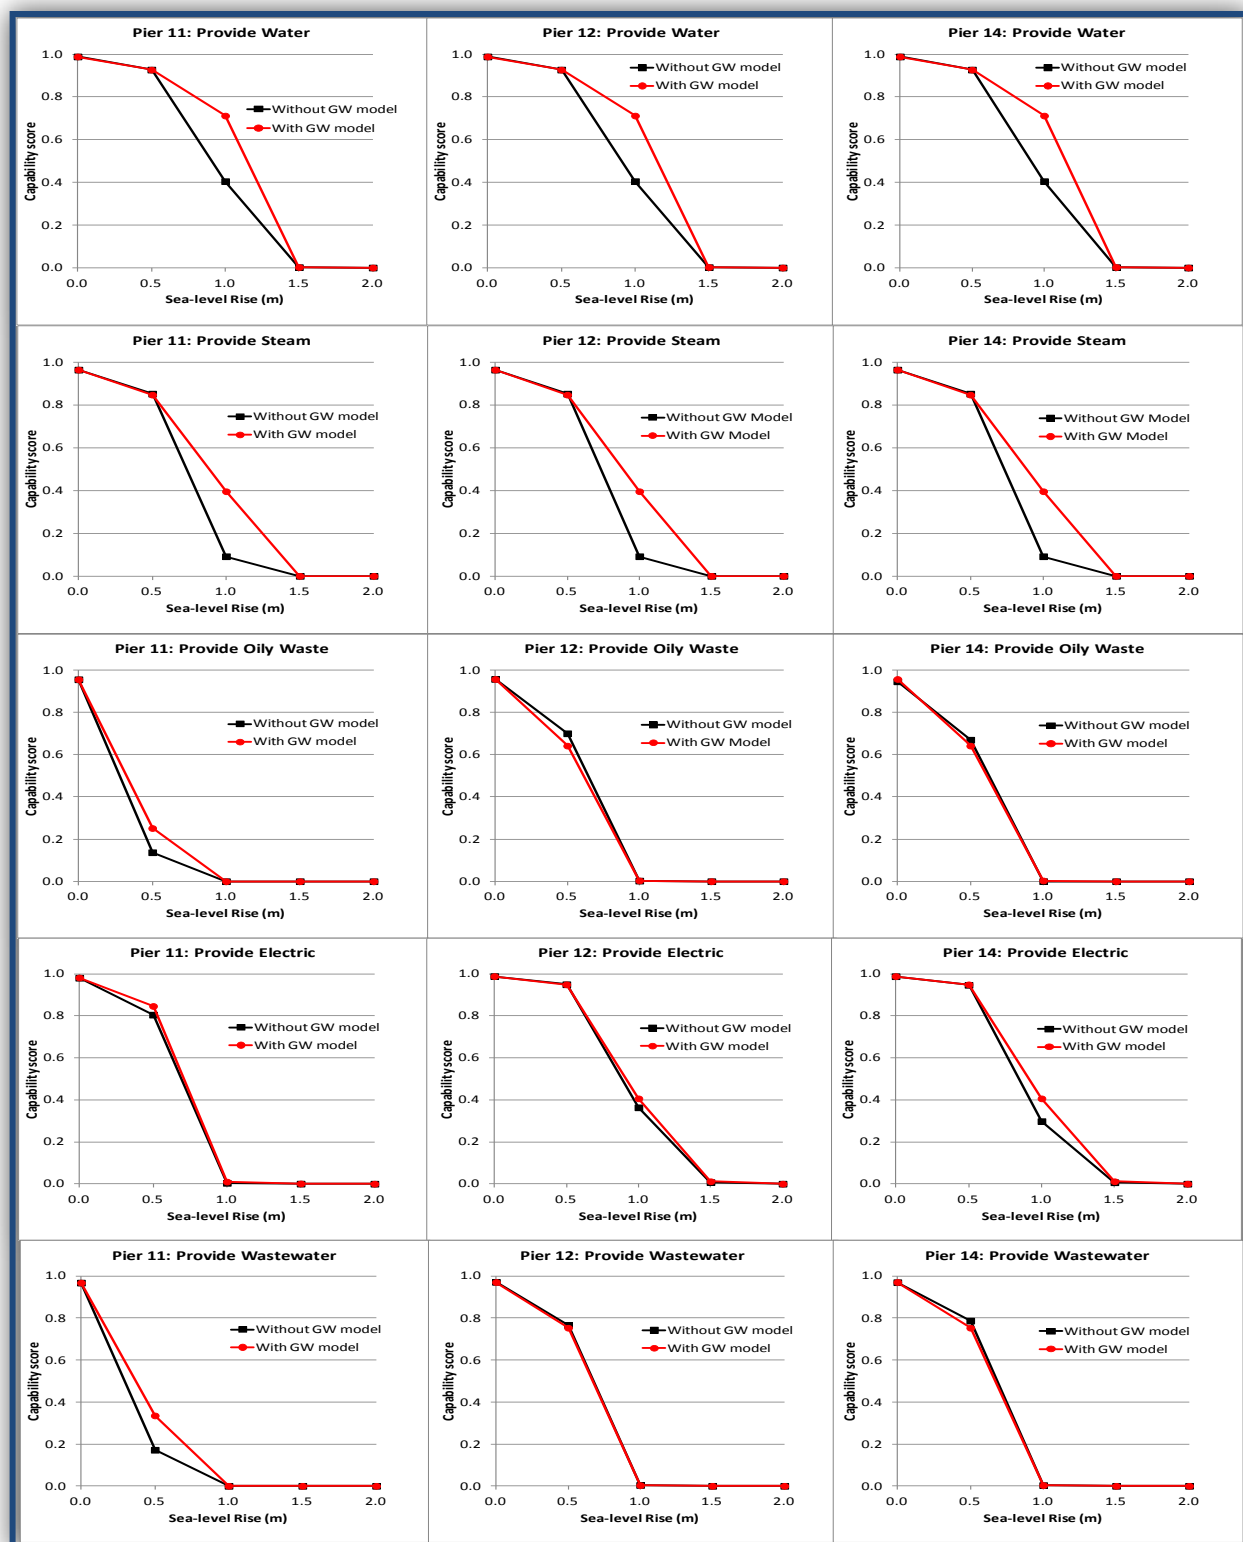 Pier 11: Provide Water
Capability score
1.0
0.8
0.6
0.4
0.2
0.0
Without GW model
With GW model
0.0 0.5 1.0 1.5 2.0
Sea-level Rise (m)
Pier 12: Provide Water
Capability score
1.0
0.8
0.6
0.4
0.2
0.0
Without GW model
With GW model
0.0 0.5 1.0 1.5 2.0
Sea-level Rise (m)
Pier 14: Provide Water
Capability score
1.0
0.8
0.6
0.4
0.2
0.0
Without GW model
With GW model
0.0 0.5 1.0 1.5 2.0
Sea-level Rise (m)
Pier 11: Provide Steam
Capability score
1.0
0.8
0.6
0.4
0.2
0.0
Without GW model
With GW model
0.0 0.5 1.0 1.5 2.0
Sea-level Rise (m)
Pier 12: Provide Steam
Capability score
1.0
0.8
0.6
0.4
0.2
0.0
Without GW Model
With GW Model
0.0 0.5 1.0 1.5 2.0
Sea-level Rise (m)
Pier 14: Provide Steam
Capability score
1.0
0.8
0.6
0.4
0.2
0.0
Without GW Model
With GW Model
0.0 0.5 1.0 1.5 2.0
Sea-level Rise (m)
Pier 11: Provide Oily Waste
Capability score
1.0
0.8
0.6
0.4
0.2
0.0
Without GW model
With GW model
0.0 0.5 1.0 1.5 2.0
Sea-level Rise (m)
Pier 12: Provide Oily Waste
Capability score
1.0
0.8
0.6
0.4
0.2
0.0
Without GW model
With GW Model
0.0 0.5 1.0 1.5 2.0
Sea-level Rise (m)
Pier 14: Provide Oily Waste
Capability score
1.0
0.8
0.6
0.4
0.2
0.0
Without GW model
With GW model
0.0 0.5 1.0 1.5 2.0
Sea-level Rise (m)
Pier 11: Provide Electric
Capability score
1.0
0.8
0.6
0.4
0.2
0.0
Without GW model
With GW model
0.0 0.5 1.0 1.5 2.0
Sea-level Rise (m)
Pier 12: Provide Electric
Capability score
1.0
0.8
0.6
0.4
0.2
0.0
Without GW model
With GW model
0.0 0.5 1.0 1.5 2.0
Sea-level Rise (m)
Pier 14: Provide Electric
Capability score
1.0
0.8
0.6
0.4
0.2
0.0
Without GW model
With GW model
0.0 0.5 1.0 1.5 2.0
Sea-level Rise (m)
Pier 11: Provide Wastewater
Capability score
1.0
0.8
0.6
0.4
0.2
0.0
Without GW model
With GW model
0.0 0.5 1.0 1.5 2.0
Sea-level Rise (m)
Pier 12: Provide Wastewater
Capability score
1.0
0.8
0.6
0.4
0.2
0.0
Without GW model
With GW model
0.0 0.5 1.0 1.5 2.0
Sea-level Rise (m)
Pier 14: Provide Wastewater
Capability score
1.0
0.8
0.6
0.4
0.2
0.0
Without GW model
With GW model
0.0 0.5 1.0 1.5 2.0
Sea-level Rise (m)